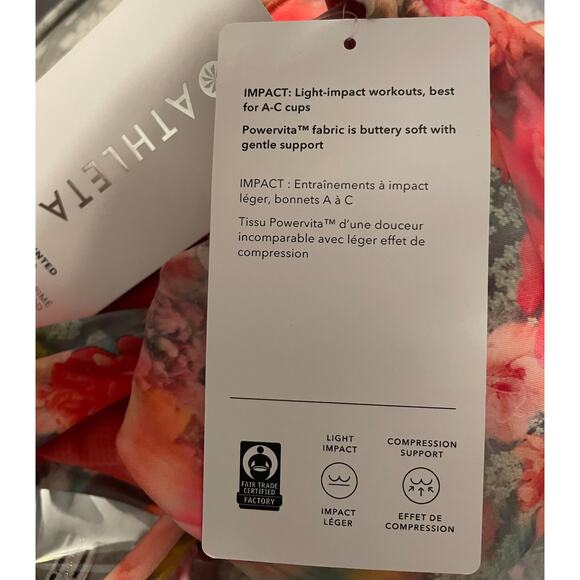 ATHLETA
IMPACT: Light-impact workouts, best
for A-C cups
Powervita™ fabric is buttery soft with
gentle support
IMPACT : Entraînements à impact
léger, bonnets A à C
Tissu Powervita™ d'une douceur
incomparable avec léger effet de
compression
FAIR TRADE
CERTIFIED
FACTORY
LIGHT
IMPACT
IMPACT
LÉGER
COMPRESSION
SUPPORT
EFFET DE
COMPRESSION